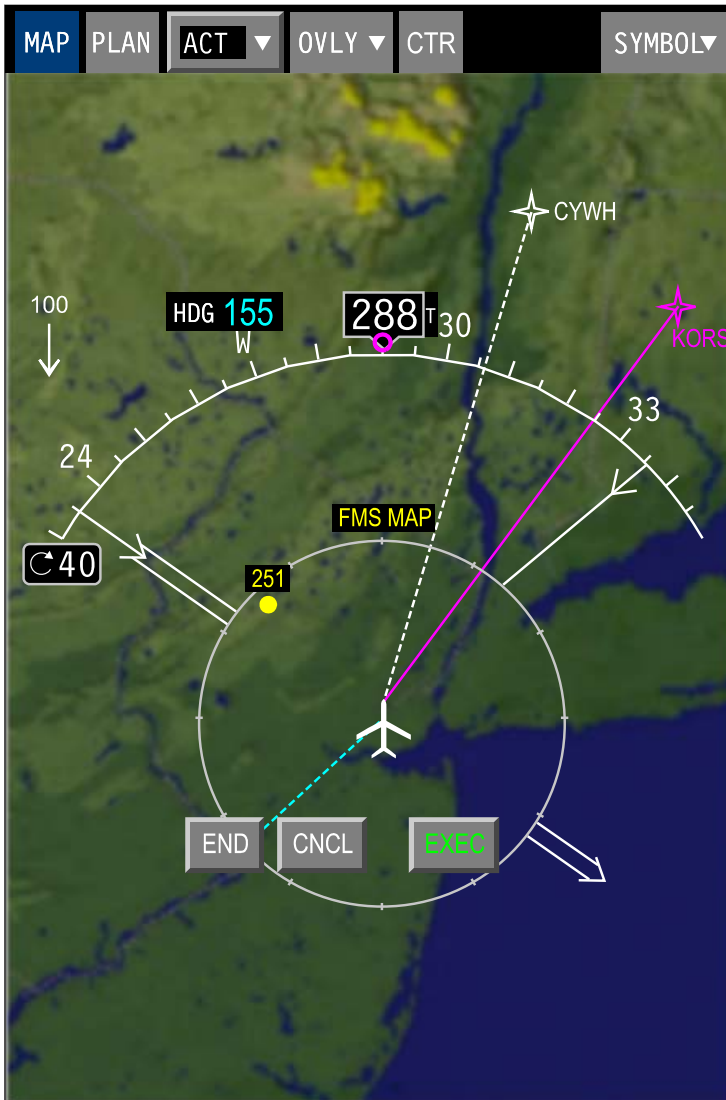 MAP PLAN ACT OVLY CTR SYMBOL
CYWH
100
HDG 155
288 T
30
W
KORS
33
24
FMS MAP
40
251
END CNCL EXEC